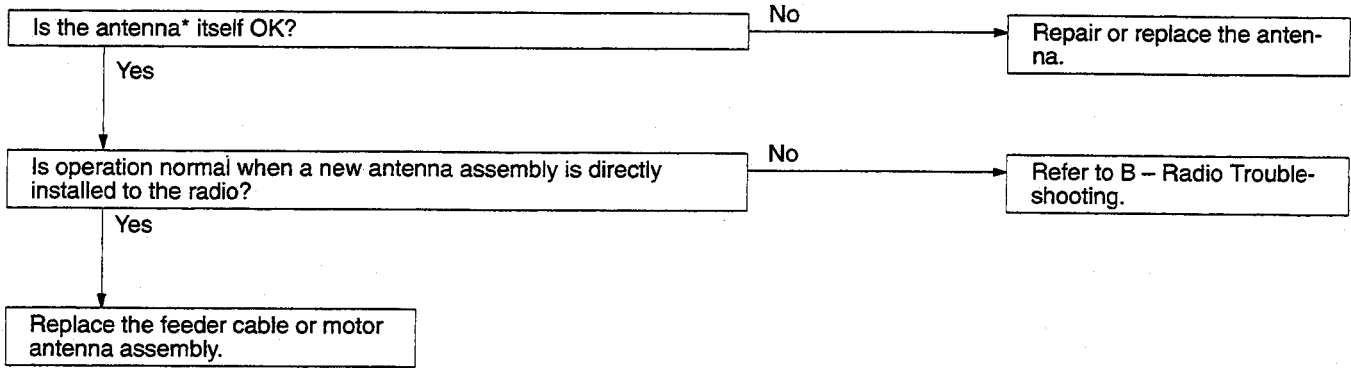 Is the antenna* itself OK?
No
Repair or replace the anten-
na.
Yes
Is operation normal when a new antenna assembly is directly
installed to the radio?
No
Refer to B – Radio Trouble-
shooting.
Yes
Replace the feeder cable or motor
antenna assembly.